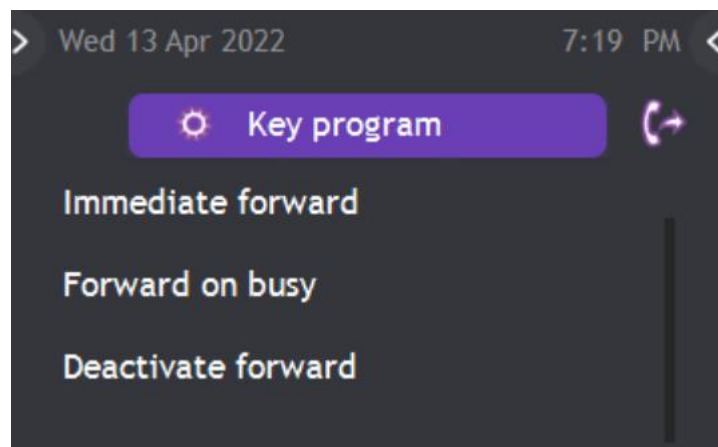 Wed 13 Apr 2022 7:19 PM
Key program
Immediate forward
Forward on busy
Deactivate forward